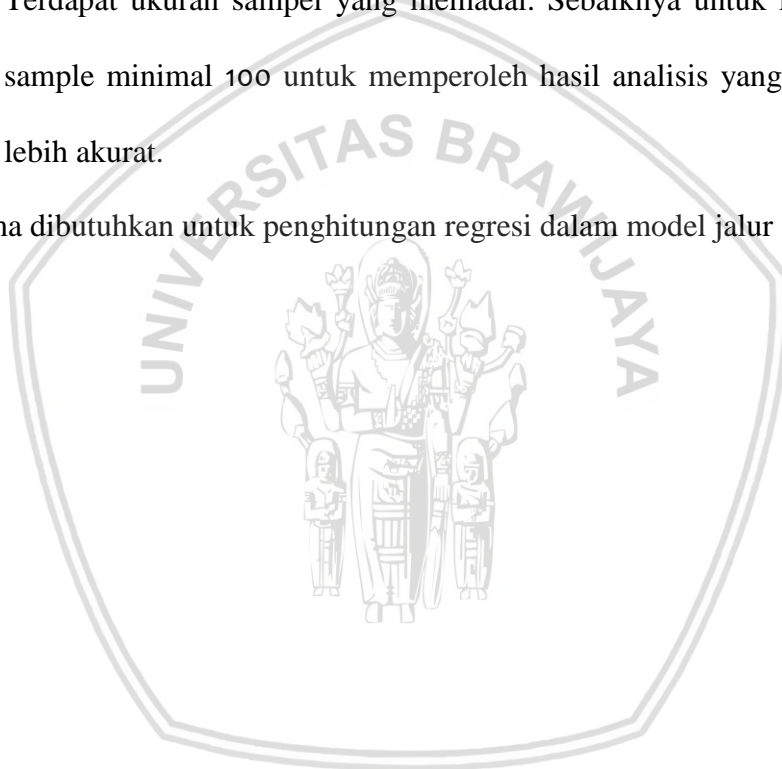 Terdapat ukuran sampel yang memadai. Sebaiknya untuk
sample minimal 100 untuk memperoleh hasil analisis yang
lebih akurat.
dibutuhkan untuk penghitungan regresi dalam model jalur
UNIVERSITAS BRAWIJAYA